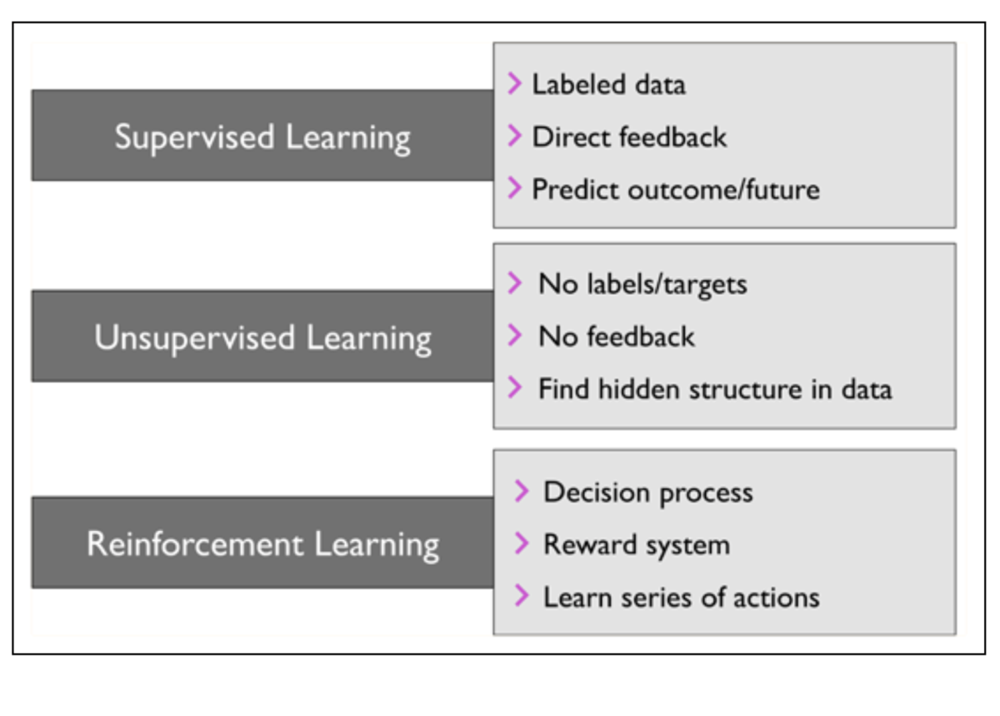 Supervised Learning
Labeled data
Direct feedback
Predict outcome/future
Unsupervised Learning
No labels/targets
No feedback
Find hidden structure in data
Reinforcement Learning
Decision process
Reward system
Learn series of actions